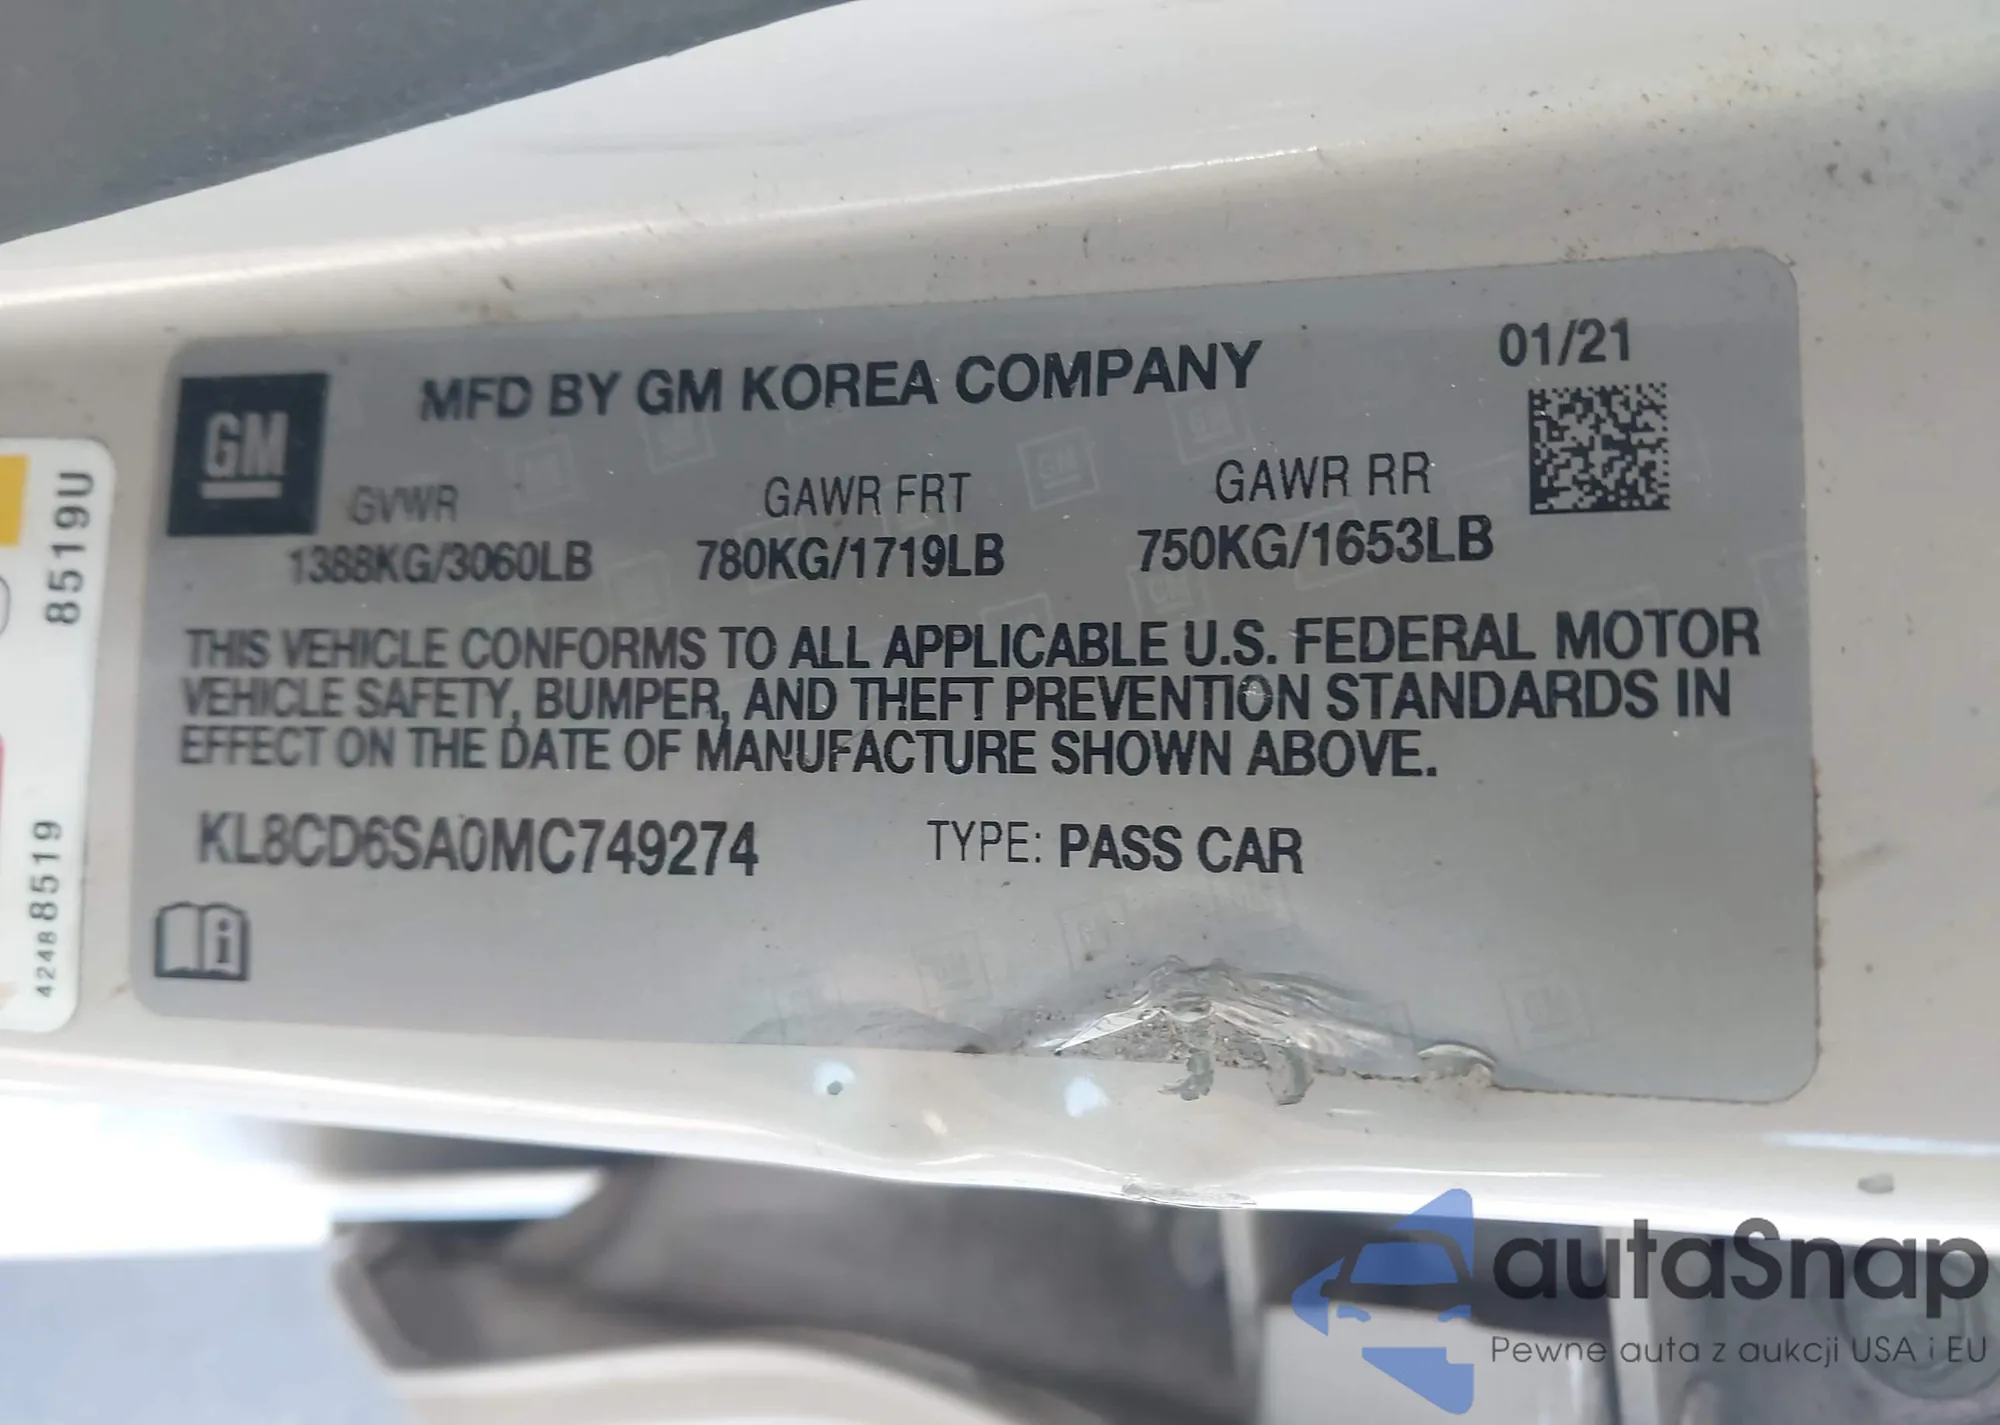 GM
MFD BY GM KOREA COMPANY
01/21
GVWR
GAWR FRT
GAWR RR
1388KG/3060LB
780KG/1719LB
750KG/1653LB
THIS VEHICLE CONFORMS TO ALL APPLICABLE U.S. FEDERAL MOTOR
VEHICLE SAFETY, BUMPER, AND THEFT PREVENTION STANDARDS IN
EFFECT ON THE DATE OF MANUFACTURE SHOWN ABOVE.
KL8CD6SA0MC749274
TYPE: PASS CAR
i
8519U
42488519
autaSnap
Pewne auta z aukcji USA i EU